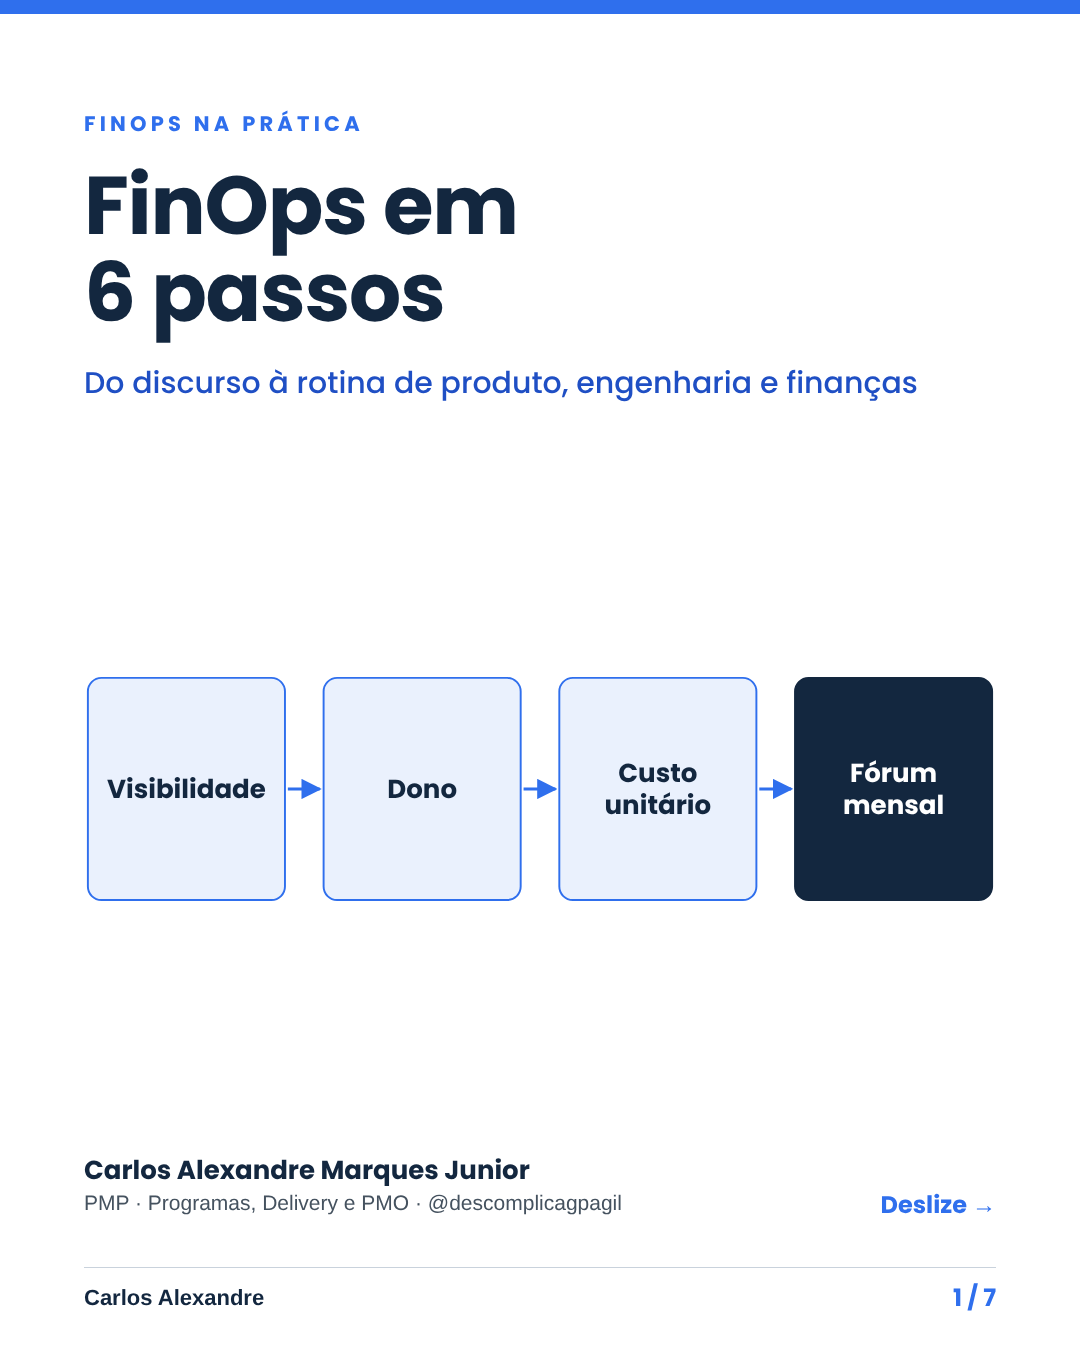 FINOPS NA PRÁTICA
FinOps em
6 passos
Do discurso à rotina de produto, engenharia e finanças
Visibilidade
Dono
Custo
unitário
Fórum
mensal
Carlos Alexandre Marques Junior
PMP · Programas, Delivery e PMO · @descomplicagpagil
Deslize →
Carlos Alexandre
1 / 7